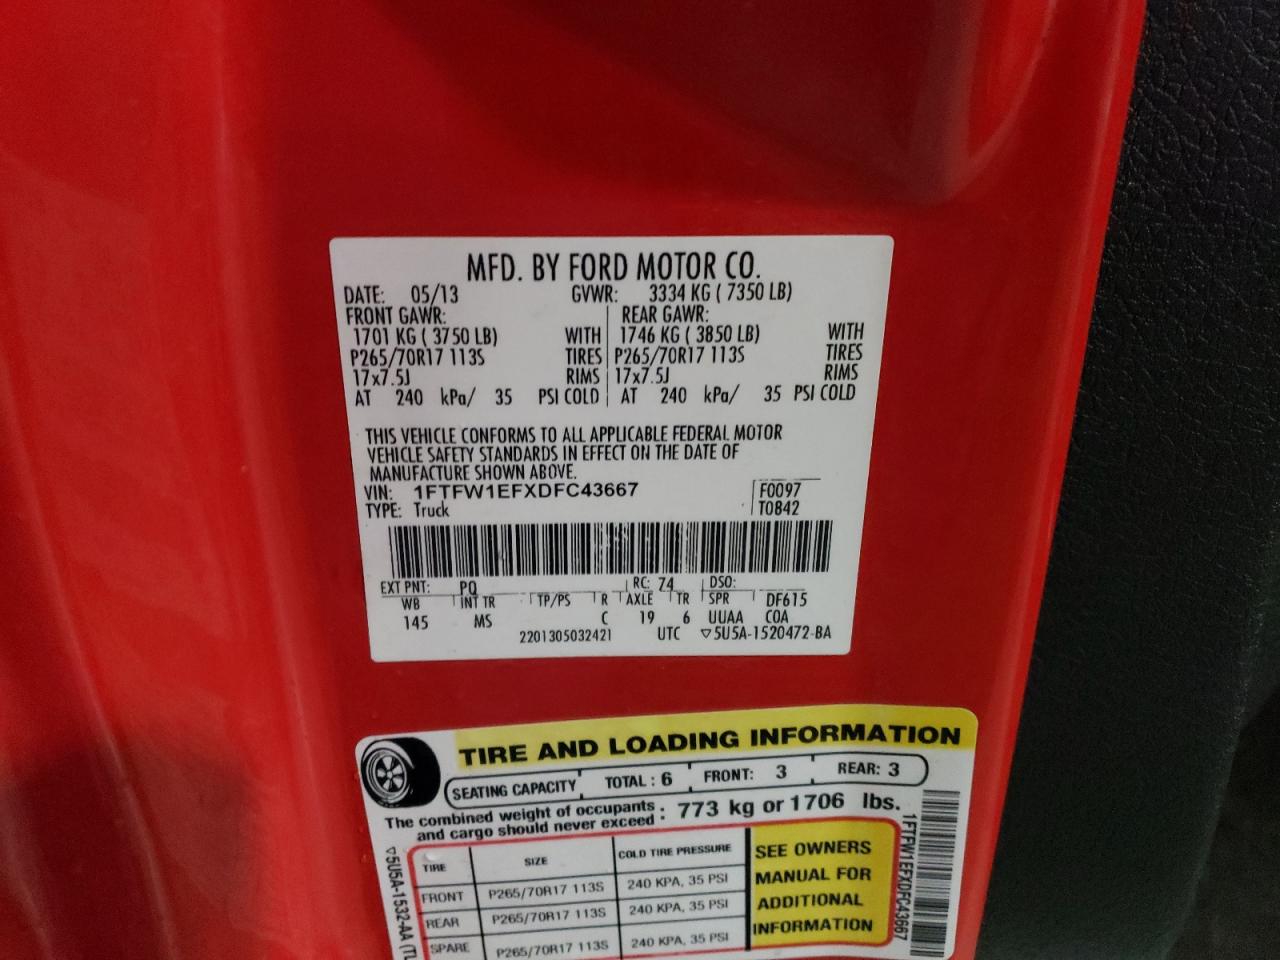 MFD. BY FORD MOTOR CO.
DATE: 05/13 GVWR: 3334 KG ( 7350 LB)
FRONT GAWR: REAR GAWR:
1701 KG ( 3750 LB) WITH 1746 KG ( 3850 LB) WITH
P265/70R17 113S TIRES P265/70R17 113S TIRES
17x7.5J RIMS 17x7.5J RIMS
AT 240 kPa/ 35 PSI COLD AT 240 kPa/ 35 PSI COLD
THIS VEHICLE CONFORMS TO ALL APPLICABLE FEDERAL MOTOR
VEHICLE SAFETY STANDARDS IN EFFECT ON THE DATE OF
MANUFACTURE SHOWN ABOVE.
VIN: 1FTFW1EFXDFC43667 F0097
TYPE: Truck T0842
EXT PNT: PQ RC: 74 DSO:
WB INT TR TP/PS R AXLE TR SPR DF615
145 MS C 19 6 UUAA COA
2201305032421 UTC ▽5U5A-1520472-BA
TIRE AND LOADING INFORMATION
SEATING CAPACITY TOTAL : 6 FRONT: 3 REAR: 3
The combined weight of occupants : 773 kg or 1706 lbs.
and cargo should never exceed :
TIRE SIZE COLD TIRE PRESSURE
FRONT P265/70R17 113S 240 KPA, 35 PSI
REAR P265/70R17 113S 240 KPA, 35 PSI
SPARE P265/70R17 113S 240 KPA, 35 PSI
SEE OWNERS
MANUAL FOR
ADDITIONAL
INFORMATION
▽5U5A-1532-AA (TL
1FTFW1EFXDFC43667